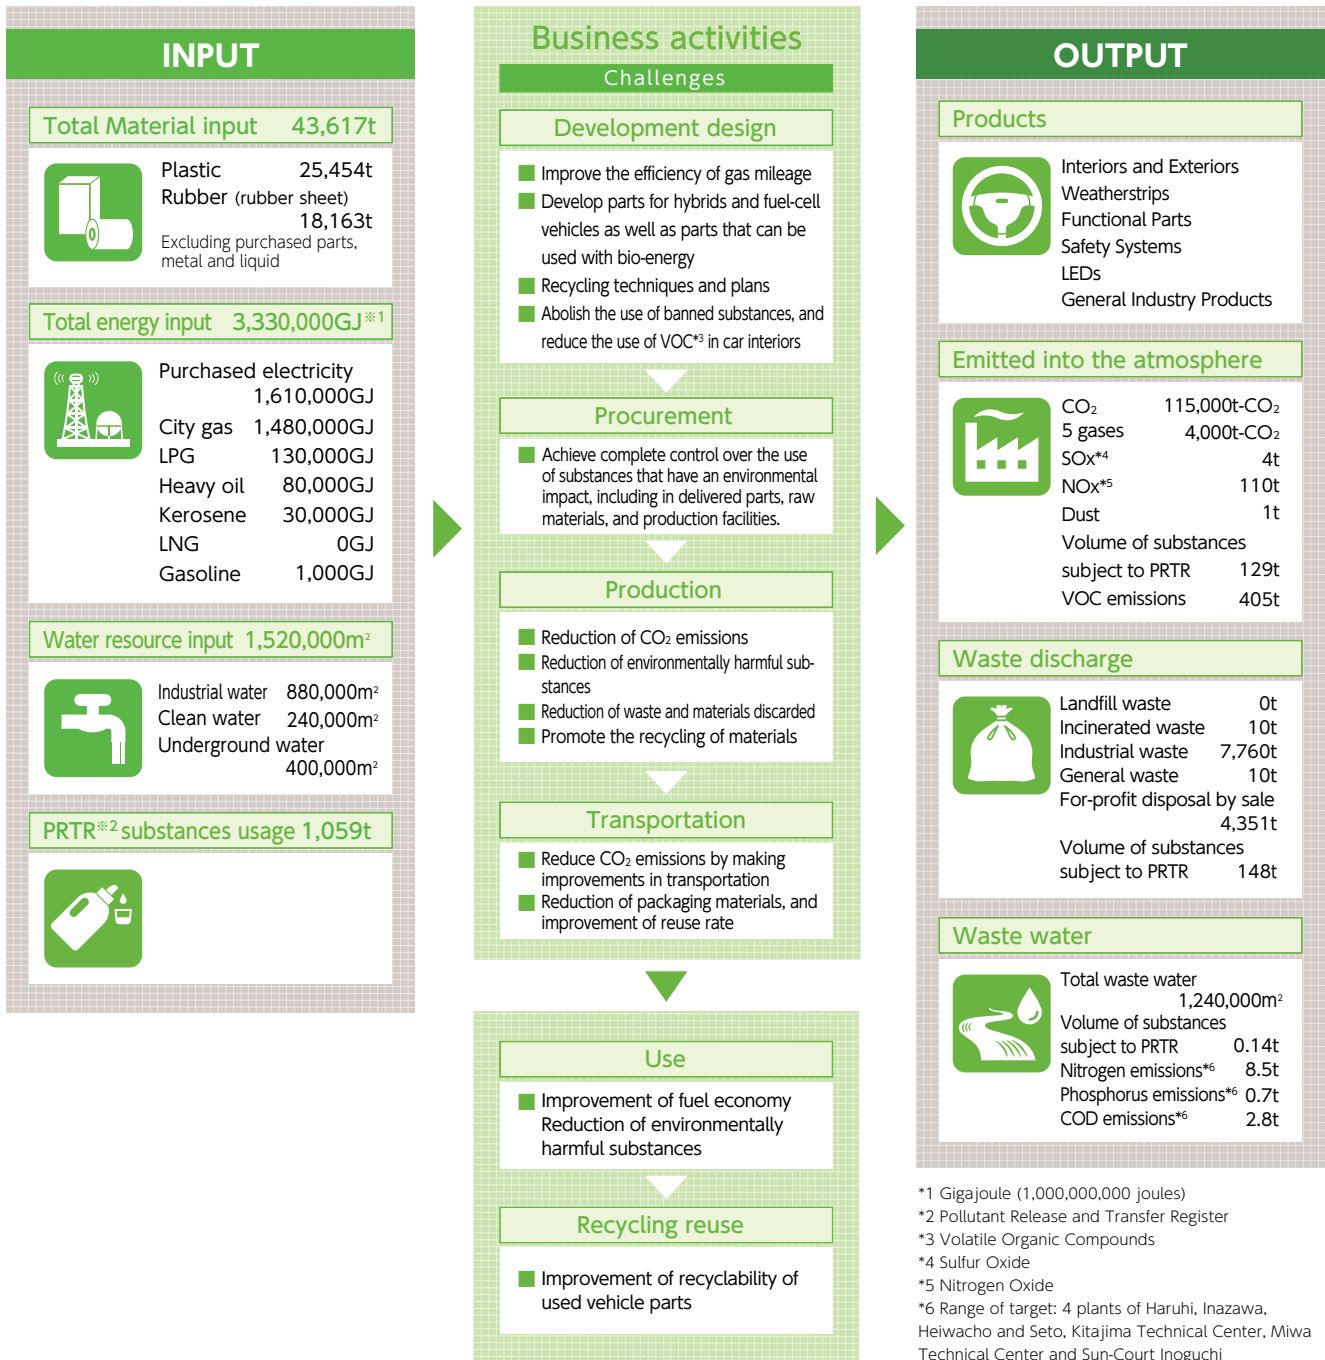 INPUT
Total Material input 43,617t
Plastic 25,454t
Rubber (rubber sheet)
18,163t
Excluding purchased parts,
metal and liquid
Total energy input 3,330,000GJ※1
Purchased electricity
1,610,000GJ
City gas 1,480,000GJ
LPG 130,000GJ
Heavy oil 80,000GJ
Kerosene 30,000GJ
LNG 0GJ
Gasoline 1,000GJ
Water resource input 1,520,000m²
Industrial water 880,000m²
Clean water 240,000m²
Underground water
400,000m²
PRTR※2 substances usage 1,059t
Business activities
Challenges
Development design
Improve the efficiency of gas mileage
Develop parts for hybrids and fuel-cell
vehicles as well as parts that can be
used with bio-energy
Recycling techniques and plans
Abolish the use of banned substances, and
reduce the use of VOC*3 in car interiors
Procurement
Achieve complete control over the use
of substances that have an environmental
impact, including in delivered parts, raw
materials, and production facilities.
Production
Reduction of CO₂ emissions
Reduction of environmentally harmful sub-
stances
Reduction of waste and materials discarded
Promote the recycling of materials
Transportation
Reduce CO₂ emissions by making
improvements in transportation
Reduction of packaging materials, and
improvement of reuse rate
Use
Improvement of fuel economy
Reduction of environmentally
harmful substances
Recycling reuse
Improvement of recyclability of
used vehicle parts
OUTPUT
Products
Interiors and Exteriors
Weatherstrips
Functional Parts
Safety Systems
LEDs
General Industry Products
Emitted into the atmosphere
CO₂ 115,000t-CO₂
5 gases 4,000t-CO₂
SOx*4 4t
NOx*5 110t
Dust 1t
Volume of substances
subject to PRTR 129t
VOC emissions 405t
Waste discharge
Landfill waste 0t
Incinerated waste 10t
Industrial waste 7,760t
General waste 10t
For-profit disposal by sale
4,351t
Volume of substances
subject to PRTR 148t
Waste water
Total waste water
1,240,000m²
Volume of substances
subject to PRTR 0.14t
Nitrogen emissions*6 8.5t
Phosphorus emissions*6 0.7t
COD emissions*6 2.8t
*1 Gigajoule (1,000,000,000 joules)
*2 Pollutant Release and Transfer Register
*3 Volatile Organic Compounds
*4 Sulfur Oxide
*5 Nitrogen Oxide
*6 Range of target: 4 plants of Haruhi, Inazawa,
Heiwacho and Seto, Kitajima Technical Center, Miwa
Technical Center and Sun-Court Inoguchi